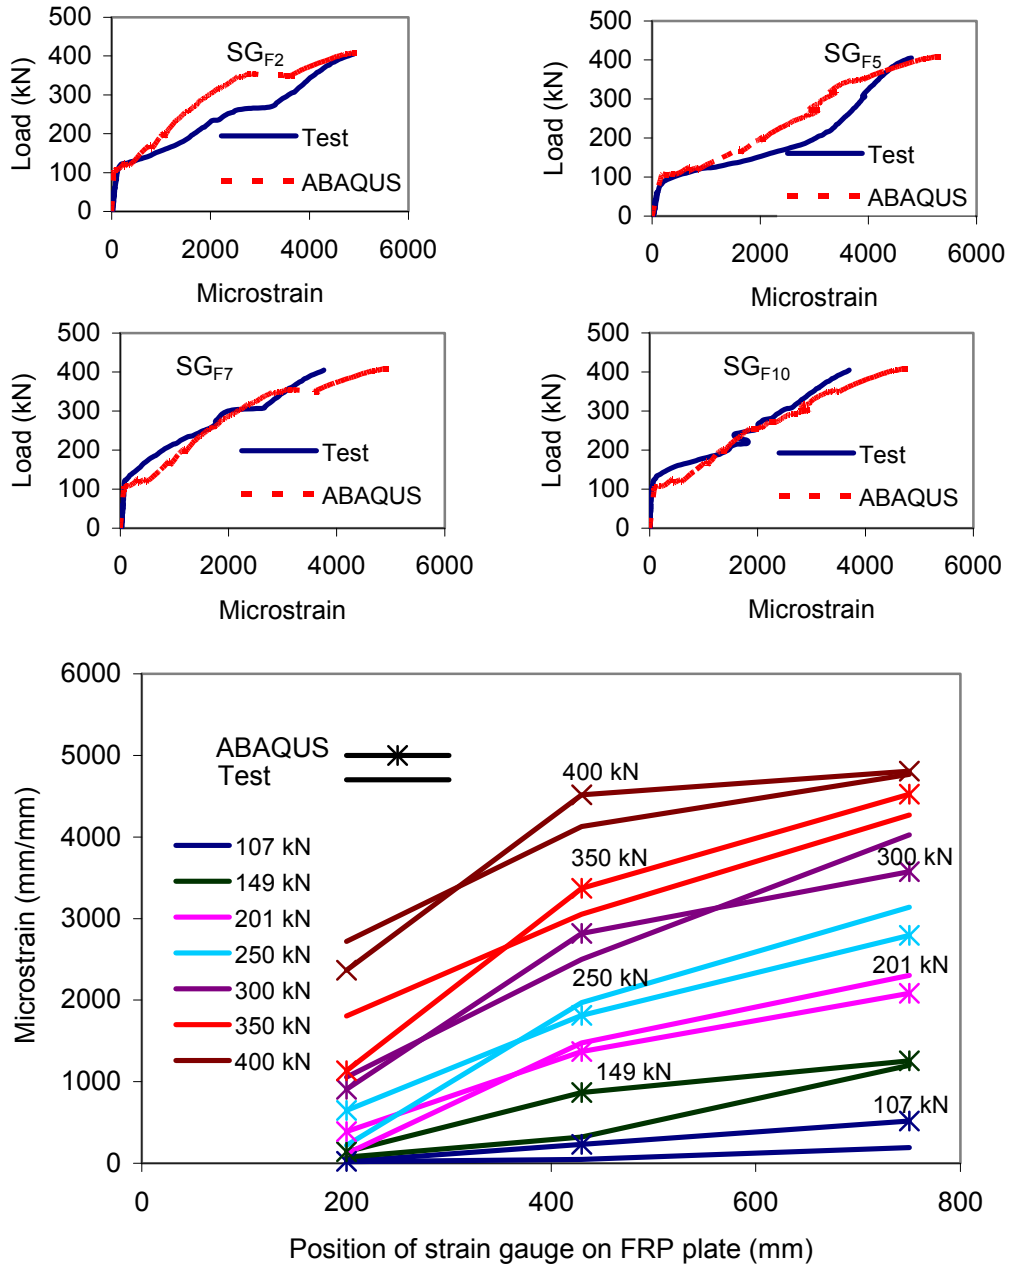 500
400
300
200
100
0
Load (kN)
SG_F2
Test
ABAQUS
0 2000 4000 6000
Microstrain
500
400
300
200
100
0
Load (kN)
SG_F5
Test
ABAQUS
0 2000 4000 6000
Microstrain
500
400
300
200
100
0
Load (kN)
SG_F7
Test
ABAQUS
0 2000 4000 6000
Microstrain
500
400
300
200
100
0
Load (kN)
SG_F10
Test
ABAQUS
0 2000 4000 6000
Microstrain
6000
5000
4000
3000
2000
1000
0
Microstrain (mm/mm)
ABAQUS
Test
107 kN
149 kN
201 kN
250 kN
300 kN
350 kN
400 kN
400 kN
350 kN
300 kN
250 kN
201 kN
149 kN
107 kN
0 200 400 600 800
Position of strain gauge on FRP plate (mm)